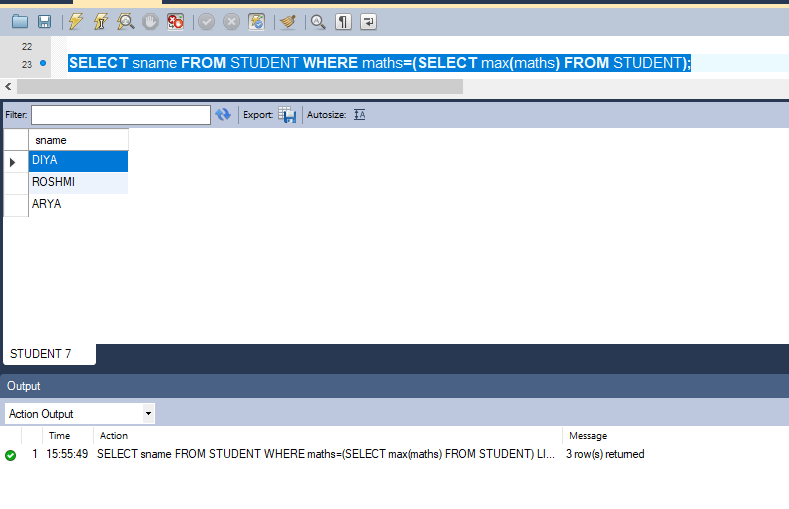 22
23 SELECT sname FROM STUDENT WHERE maths=(SELECT max(maths) FROM STUDENT);
Filter: Export: Autosize:
sname
DIYA
ROSHMI
ARYA
STUDENT 7
Output
Action Output
Time Action Message
1 15:55:49 SELECT sname FROM STUDENT WHERE maths=(SELECT max(maths) FROM STUDENT) LI... 3 row(s) returned